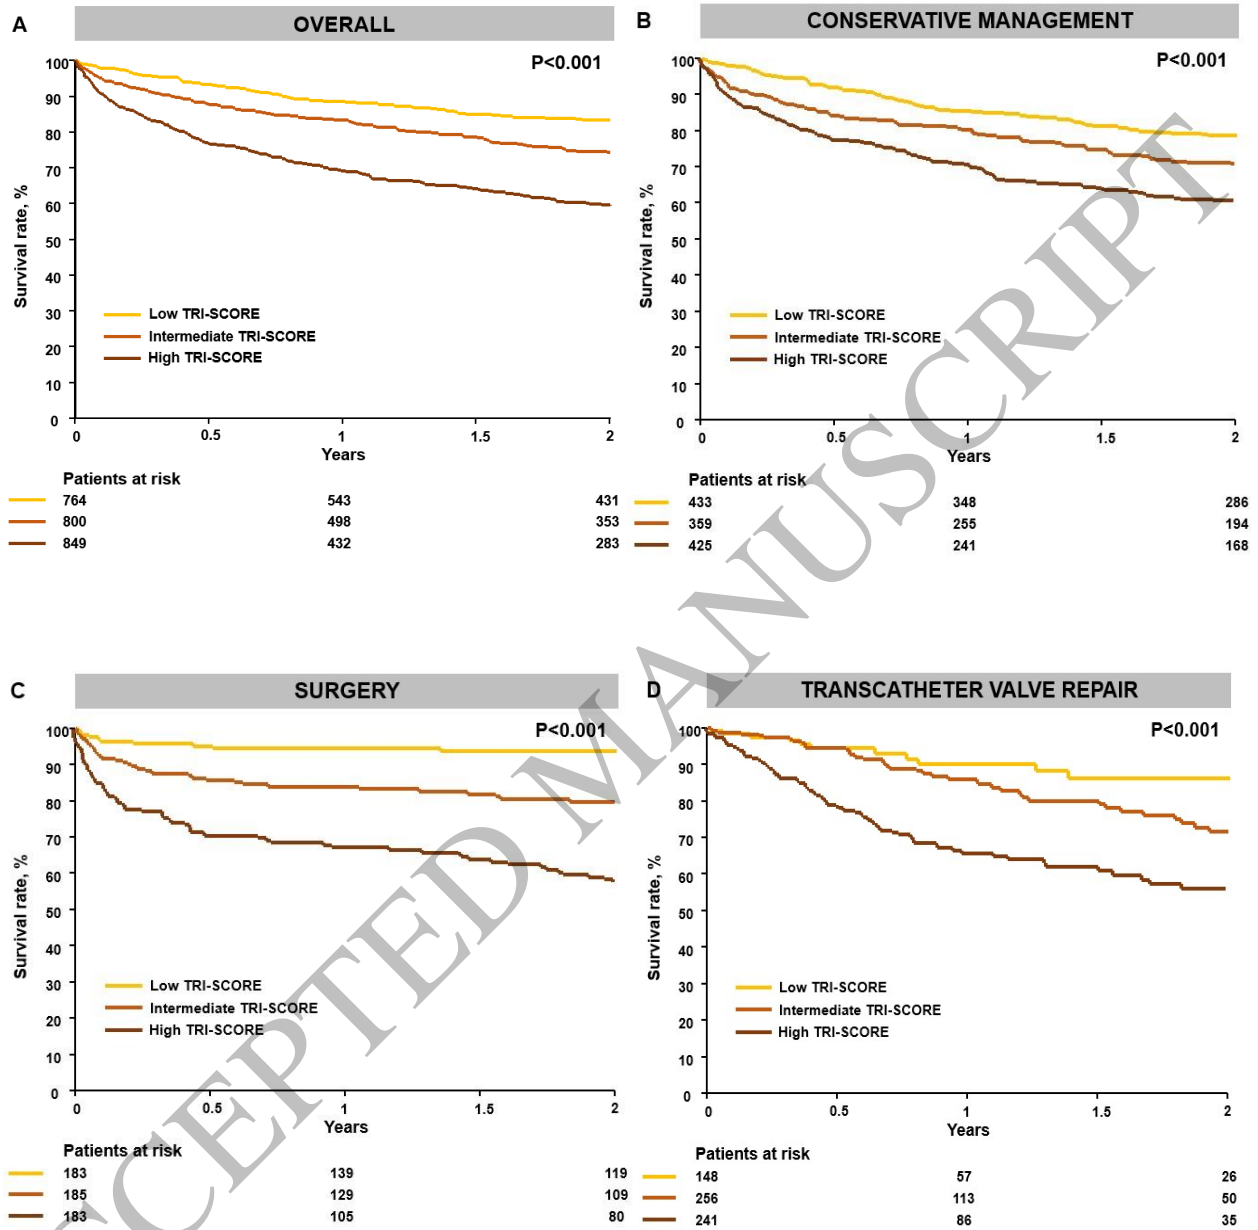 A
OVERALL
P<0.001
100
90
80
70
60
50
40
30
20
10
0
Survival rate, %
Low TRI-SCORE
Intermediate TRI-SCORE
High TRI-SCORE
0
0.5
1
1.5
2
Years
Patients at risk
764 543 431
800 498 353
849 432 283
B
CONSERVATIVE MANAGEMENT
P<0.001
100
90
80
70
60
50
40
30
20
10
0
Survival rate, %
Low TRI-SCORE
Intermediate TRI-SCORE
High TRI-SCORE
0
0.5
1
1.5
2
Years
Patients at risk
433 348 286
359 255 194
425 241 168
C
SURGERY
P<0.001
100
90
80
70
60
50
40
30
20
10
0
Survival rate, %
Low TRI-SCORE
Intermediate TRI-SCORE
High TRI-SCORE
0
0.5
1
1.5
2
Years
Patients at risk
183 139 119
185 129 109
183 105 80
D
TRANSCATHETER VALVE REPAIR
P<0.001
100
90
80
70
60
50
40
30
20
10
0
Survival rate, %
Low TRI-SCORE
Intermediate TRI-SCORE
High TRI-SCORE
0
0.5
1
1.5
2
Years
Patients at risk
148 57 26
256 113 50
241 86 35
CCEPTED MANUSCRIPT